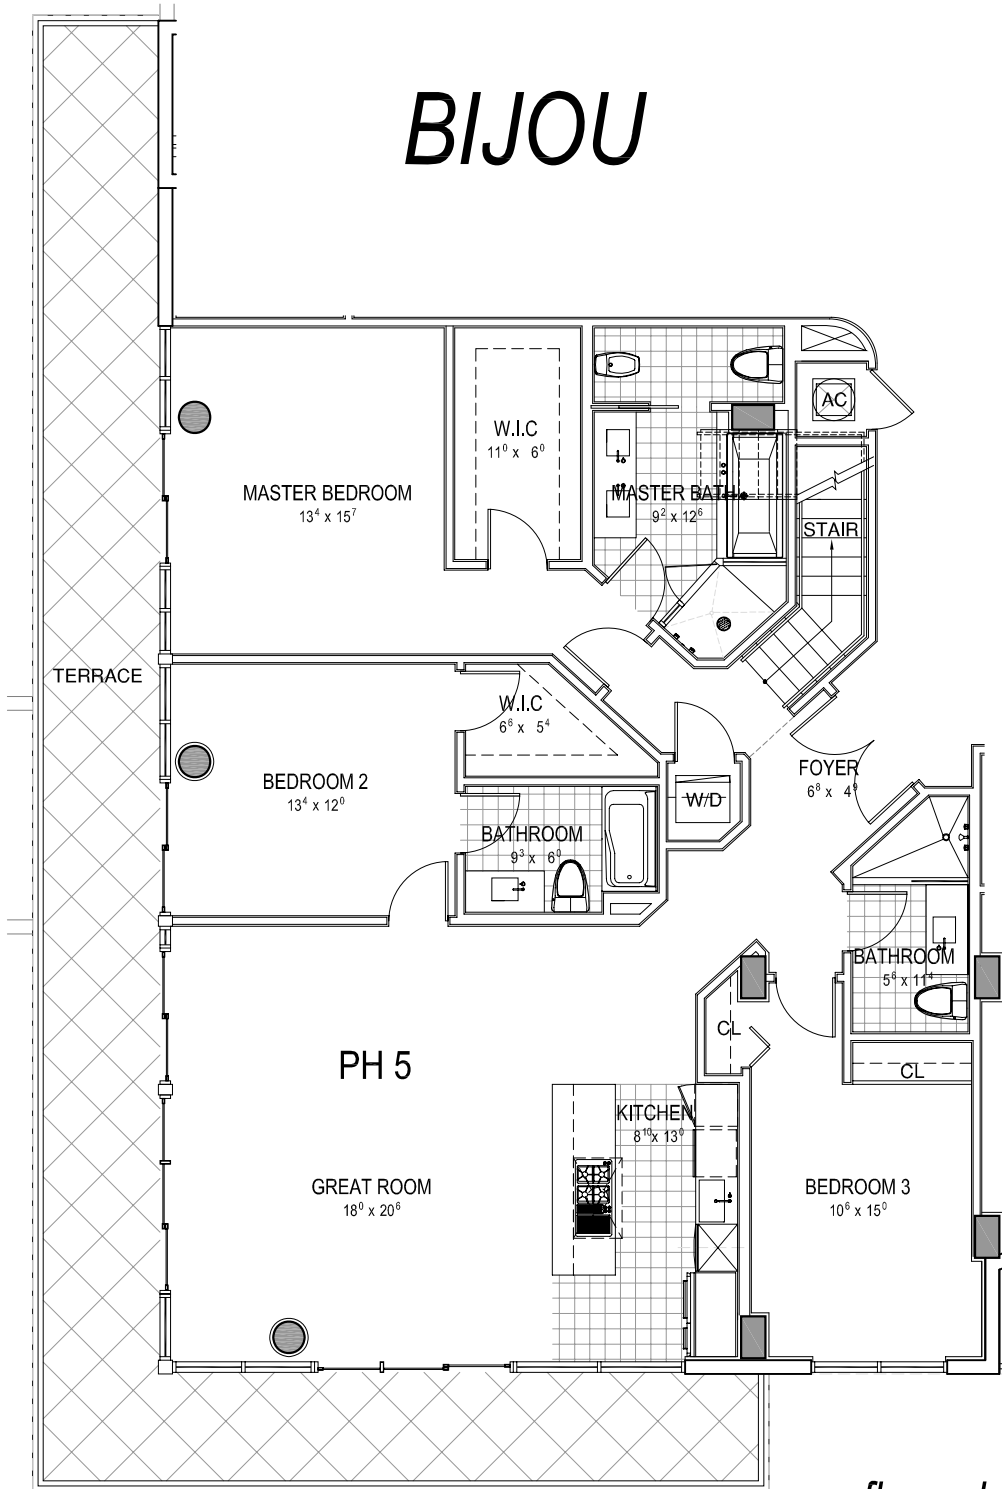 BIJOU
AC
W.I.C
11⁰ x 6⁰
MASTER BEDROOM
13⁴ x 15⁷
MASTER BATH
9² x 12⁶
STAIR
TERRACE
W.I.C
6⁶ x 5⁴
FOYER
6⁸ x 4⁹
BEDROOM 2
13⁴ x 12⁰
W/D
BATHROOM
9³ x 6⁰
BATHROOM
5⁶ x 11⁴
CL
PH 5
CL
KITCHEN
8¹⁰ x 13⁰
GREAT ROOM
18⁰ x 20⁶
BEDROOM 3
10⁶ x 15⁰